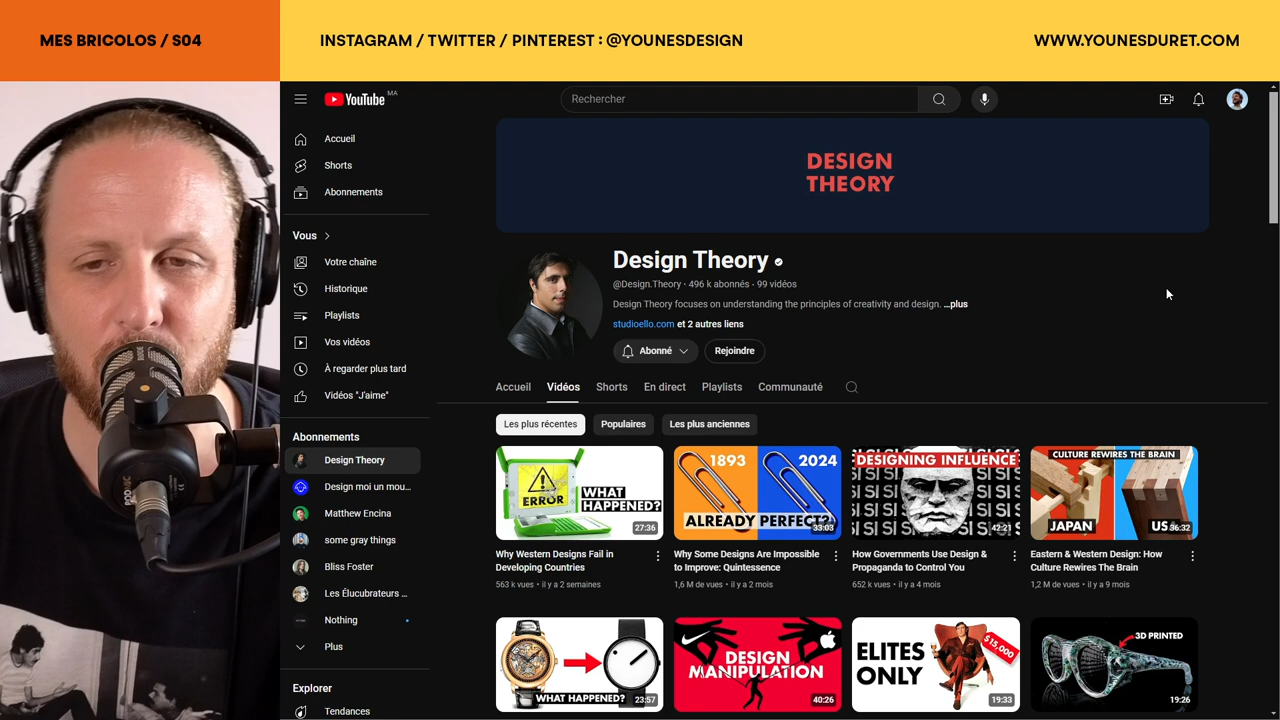 MES BRICOLOS / S04
INSTAGRAM / TWITTER / PINTEREST : @YOUNESDESIGN
WWW.YOUNESDURET.COM
YouTube MA
Rechercher
Accueil
Shorts
Abonnements
Vous
Votre chaîne
Historique
Playlists
Vos vidéos
À regarder plus tard
Vidéos "J'aime"
Abonnements
Design Theory
Design moi un mou...
Matthew Encina
some gray things
Bliss Foster
Les Élucubrateurs ...
Nothing
Plus
Explorer
Tendances
DESIGN
THEORY
Design Theory
@Design.Theory · 496 k abonnés · 99 vidéos
Design Theory focuses on understanding the principles of creativity and design. ...plus
studioello.com et 2 autres liens
Abonné
Rejoindre
Accueil
Vidéos
Shorts
En direct
Playlists
Communauté
Les plus récentes
Populaires
Les plus anciennes
ERROR
WHAT
HAPPENED?
27:36
Why Western Designs Fail in
Developing Countries
563 k vues • il y a 2 semaines
1893
2024
ALREADY PERFECT?
33:03
Why Some Designs Are Impossible
to Improve: Quintessence
1,6 M de vues • il y a 2 mois
DESIGNING INFLUENCE
SI SI SI
42:21
How Governments Use Design &
Propaganda to Control You
652 k vues • il y a 4 mois
CULTURE REWIRES THE BRAIN
JAPAN
US
36:32
Eastern & Western Design: How
Culture Rewires The Brain
1,2 M de vues • il y a 9 mois
WHAT HAPPENED?
23:57
DESIGN
MANIPULATION
40:26
ELITES
ONLY
$15,000
19:33
3D PRINTED
19:26